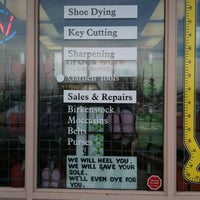 Shoe Dying
Key Cutting
Sharpening
Garden Tools
Sales & Repairs
Birkenstock
Moccasins
Belts
Purses
WE WILL HEEL YOU,
WE WILL SAVE YOUR
SOLE,
WE'LL EVEN DYE FOR
YOU.